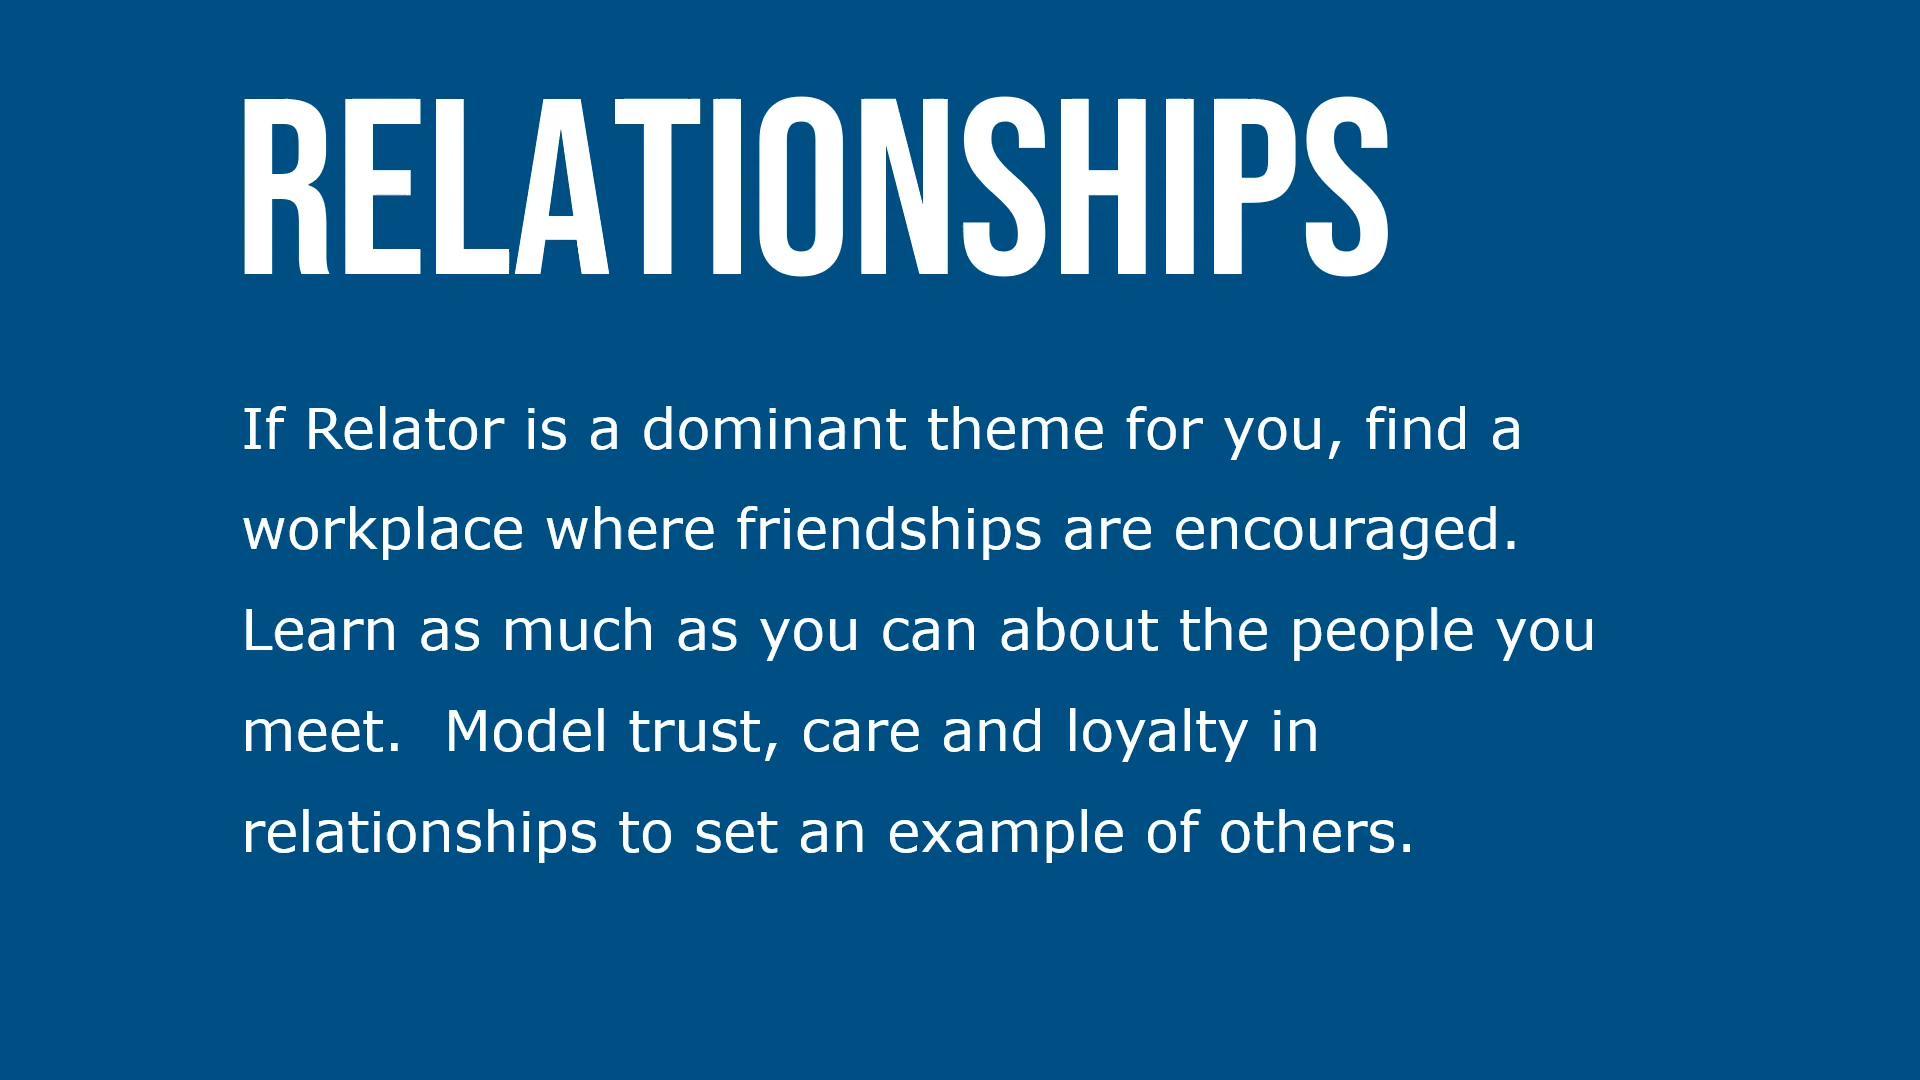 RELATIONSHIPS
If Relator is a dominant theme for you, find a
workplace where friendships are encouraged.
Learn as much as you can about the people you
meet.  Model trust, care and loyalty in
relationships to set an example of others.